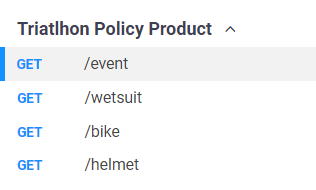 Triatlhon Policy Product
GET /event
GET /wetsuit
GET /bike
GET /helmet